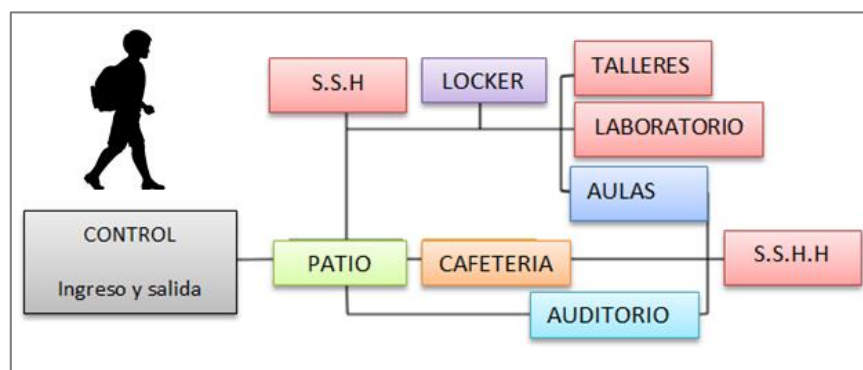 S.S.H
LOCKER
TALLERES
LABORATORIO
AULAS
CONTROL
Ingreso y salida
PATIO
CAFETERIA
S.S.H.H
AUDITORIO